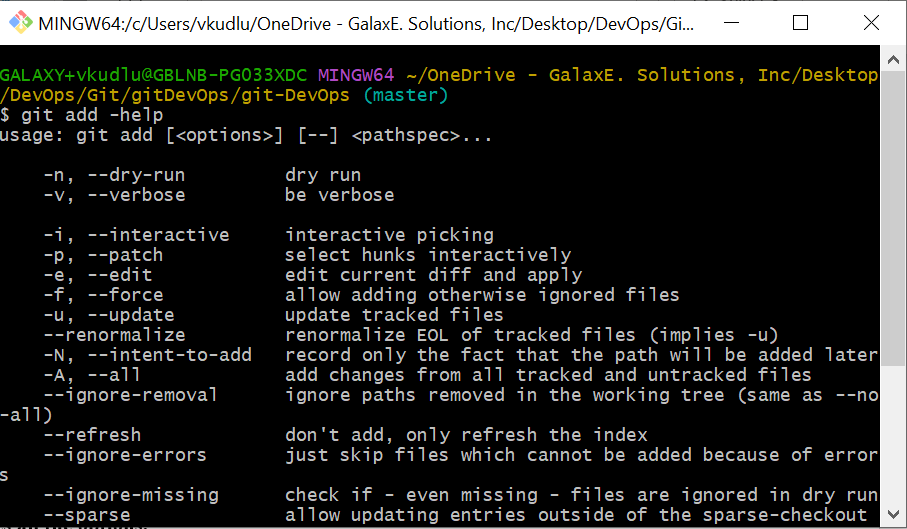 MINGW64:/c/Users/vkudlu/OneDrive - GalaxE. Solutions, Inc/Desktop/DevOps/Gi...
GALAXY+vkudlu@GBLNB-PG033XDC MINGW64 ~/OneDrive - GalaxE. Solutions, Inc/Desktop
/DevOps/Git/gitDevOps/git-DevOps (master)
$ git add -help
usage: git add [<options>] [--] <pathspec>...
-n, --dry-run dry run
-v, --verbose be verbose
-i, --interactive interactive picking
-p, --patch select hunks interactively
-e, --edit edit current diff and apply
-f, --force allow adding otherwise ignored files
-u, --update update tracked files
--renormalize renormalize EOL of tracked files (implies -u)
-N, --intent-to-add record only the fact that the path will be added later
-A, --all add changes from all tracked and untracked files
--ignore-removal ignore paths removed in the working tree (same as --no
-all)
--refresh don't add, only refresh the index
--ignore-errors just skip files which cannot be added because of error
s
--ignore-missing check if - even missing - files are ignored in dry run
--sparse allow updating entries outside of the sparse-checkout